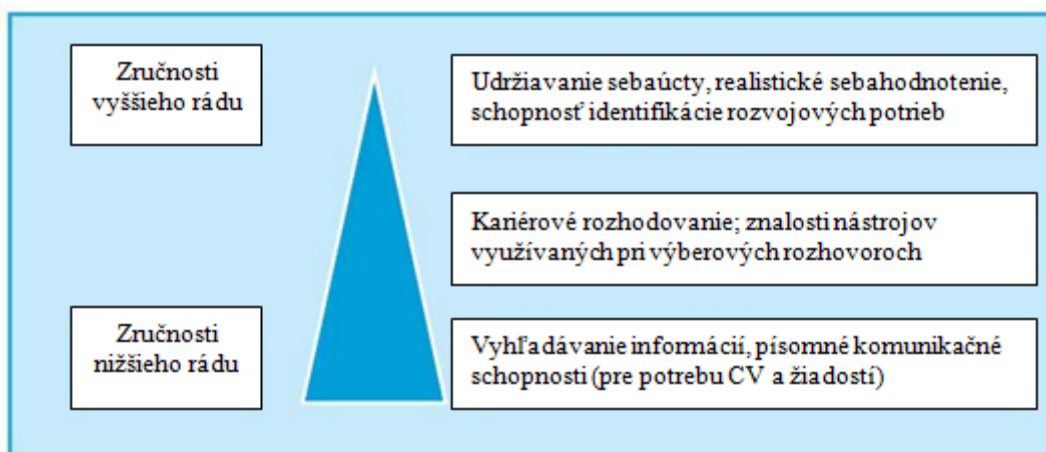 Zručnosti
vyššieho rádu
Udržiavanie sebaúcty, realistické sebahodnotenie,
schopnosť identifikácie rozvojových potrieb
Kariérové rozhodovanie; znalosti nástrojov
využívaných pri výberových rozhovoroch
Zručnosti
nižšieho rádu
Vyhľadávanie informácií, písomné komunikačné
schopnosti (pre potrebu CV a žiadostí)